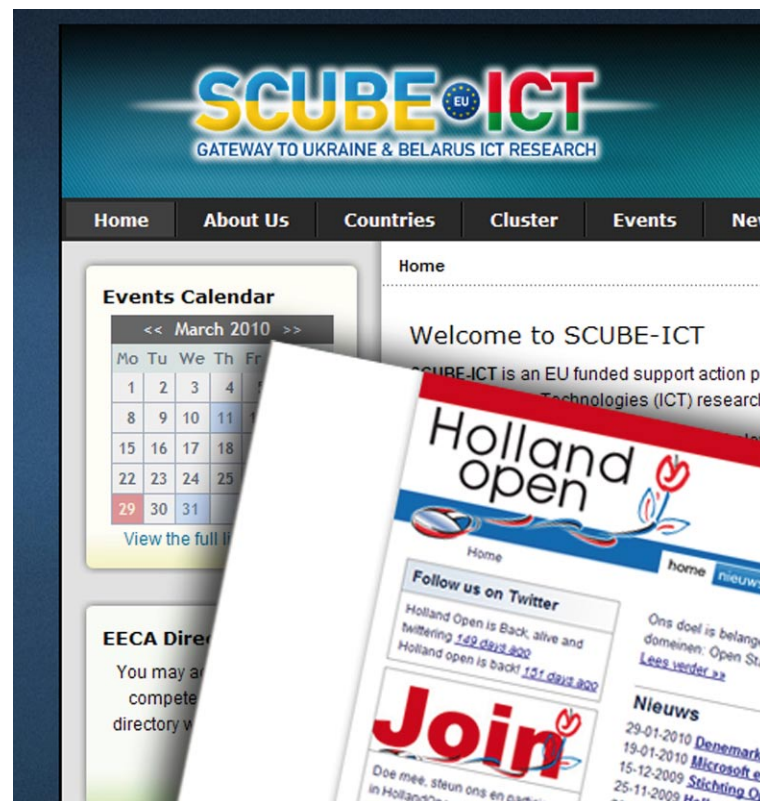 SCUBE EU ICT
GATEWAY TO UKRAINE & BELARUS ICT RESEARCH
Home About Us Countries Cluster Events
Home
Events Calendar
<< March 2010 >>
Mo Tu We Th Fr
1 2 3 4
8 9 10 11
15 16 17 18
22 23 24 25
29 30 31
View the full
Welcome to SCUBE-ICT
SCUBE-ICT is an EU funded support action
Technologies (ICT) research
EECA
You may
directory
Holland
open
Home
home nieuws
Follow us on Twitter
Holland Open is Back, alive and
twittering 149 days ago
Holland open is back! 151 days ago
Join
Doe mee, steun ons en
in
Ons doel is
domeinen: Open
Lees verder >>
Nieuws
29-01-2010 Denemark
19-01-2010 Microsoft
15-12-2009 Stichting
25-11-2009